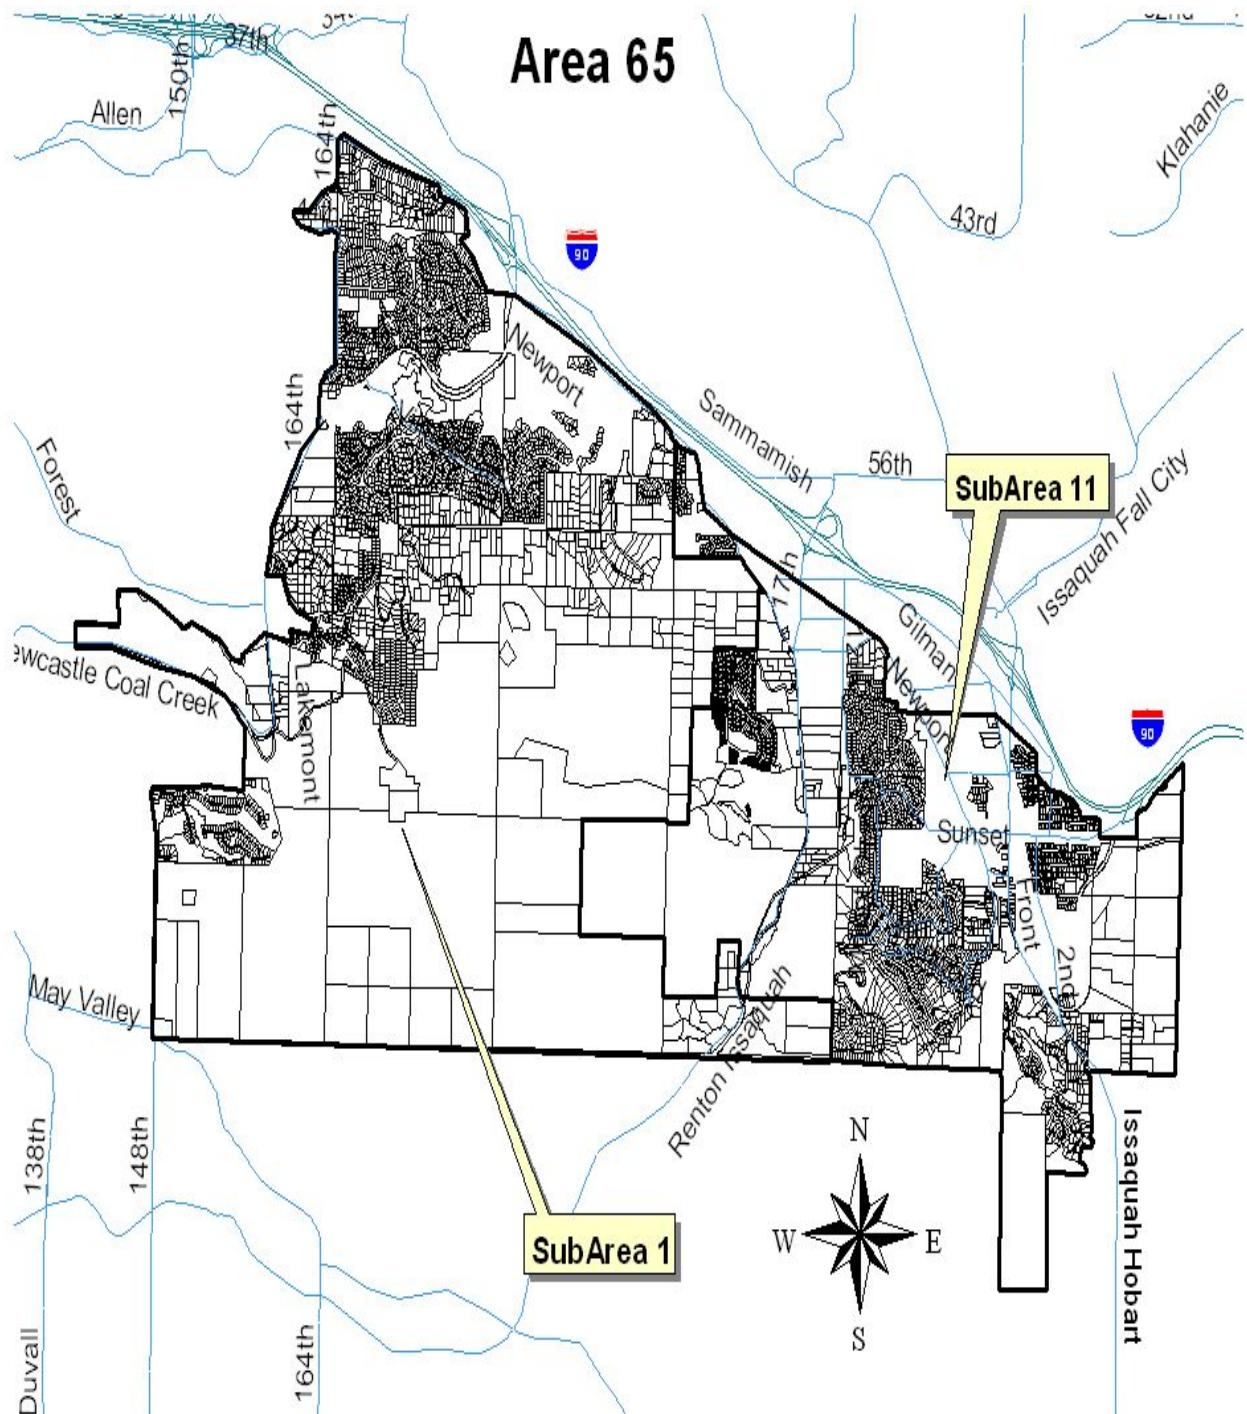 37th
Area 65
150th
Allen
164th
Klahanie
43rd
90
Newport
164th
Sammamish
56th
SubArea 11
Forest
Issaquah Fall City
17th
Gilman
Newport
ewcastle Coal Creek
Lakemont
90
Sunset
Front
2nd
May Valley
Renton Issaquah
138th
148th
Issaquah Hobart
N
W
E
S
SubArea 1
164th
Duvall